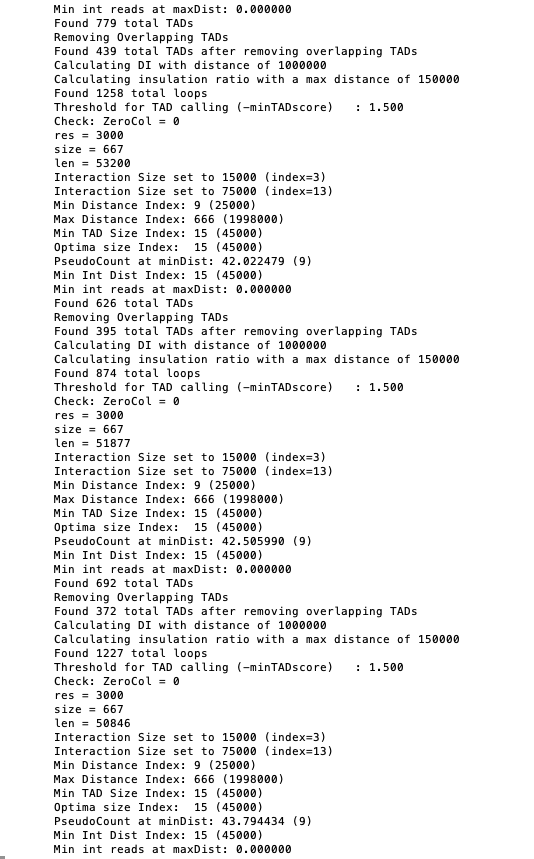 Min int reads at maxDist: 0.000000
Found 779 total TADs
Removing Overlapping TADs
Found 439 total TADs after removing overlapping TADs
Calculating DI with distance of 1000000
Calculating insulation ratio with a max distance of 150000
Found 1258 total loops
Threshold for TAD calling (-minTADscore)   : 1.500
Check: ZeroCol = 0
res = 3000
size = 667
len = 53200
Interaction Size set to 15000 (index=3)
Interaction Size set to 75000 (index=13)
Min Distance Index: 9 (25000)
Max Distance Index: 666 (1998000)
Min TAD Size Index: 15 (45000)
Optima size Index:  15 (45000)
PseudoCount at minDist: 42.022479 (9)
Min Int Dist Index: 15 (45000)
Min int reads at maxDist: 0.000000
Found 626 total TADs
Removing Overlapping TADs
Found 395 total TADs after removing overlapping TADs
Calculating DI with distance of 1000000
Calculating insulation ratio with a max distance of 150000
Found 874 total loops
Threshold for TAD calling (-minTADscore)   : 1.500
Check: ZeroCol = 0
res = 3000
size = 667
len = 51877
Interaction Size set to 15000 (index=3)
Interaction Size set to 75000 (index=13)
Min Distance Index: 9 (25000)
Max Distance Index: 666 (1998000)
Min TAD Size Index: 15 (45000)
Optima size Index:  15 (45000)
PseudoCount at minDist: 42.505990 (9)
Min Int Dist Index: 15 (45000)
Min int reads at maxDist: 0.000000
Found 692 total TADs
Removing Overlapping TADs
Found 372 total TADs after removing overlapping TADs
Calculating DI with distance of 1000000
Calculating insulation ratio with a max distance of 150000
Found 1227 total loops
Threshold for TAD calling (-minTADscore)   : 1.500
Check: ZeroCol = 0
res = 3000
size = 667
len = 50846
Interaction Size set to 15000 (index=3)
Interaction Size set to 75000 (index=13)
Min Distance Index: 9 (25000)
Max Distance Index: 666 (1998000)
Min TAD Size Index: 15 (45000)
Optima size Index:  15 (45000)
PseudoCount at minDist: 43.794434 (9)
Min Int Dist Index: 15 (45000)
Min int reads at maxDist: 0.000000